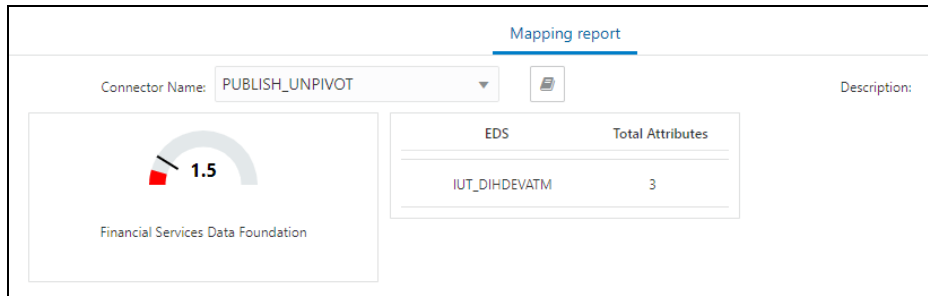 Mapping report
Connector Name: PUBLISH_UNPIVOT
Description:
1.5
Financial Services Data Foundation
EDS Total Attributes
IUT_DIHDEVATM 3